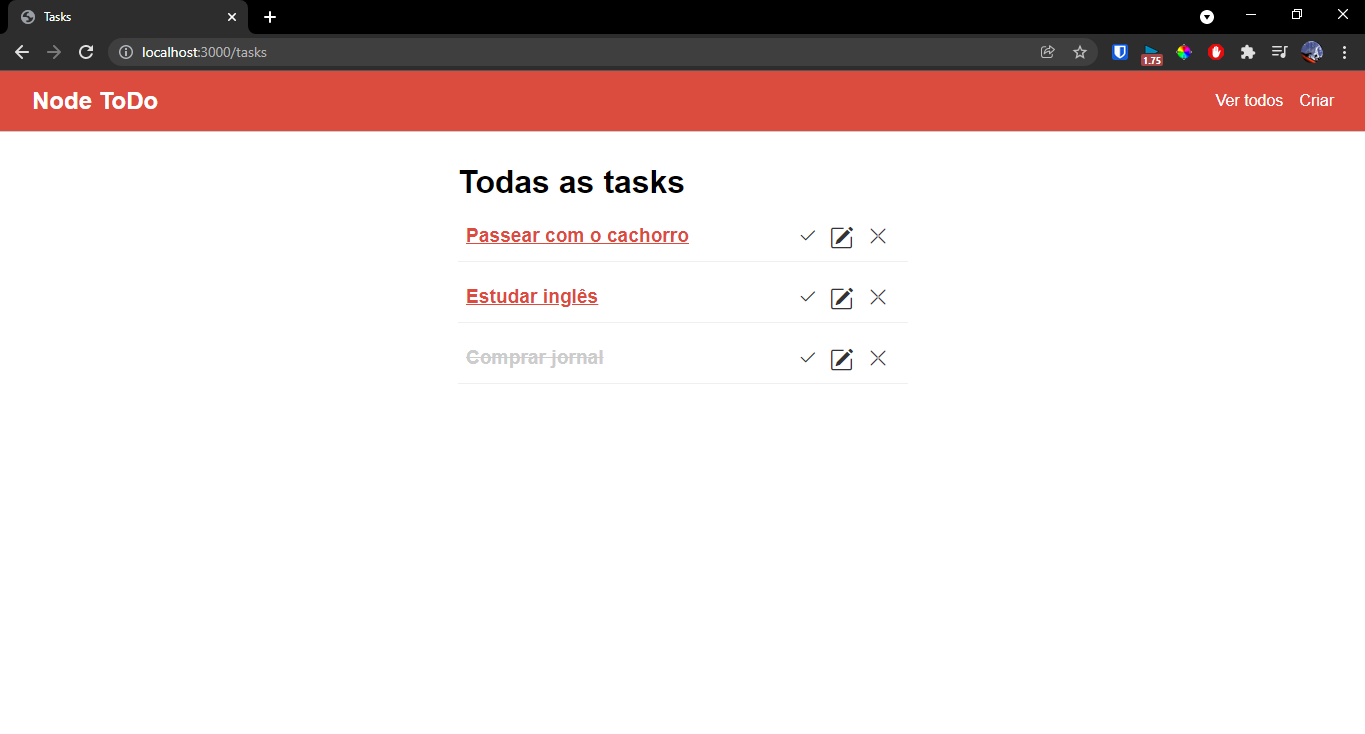 Tasks
localhost:3000/tasks
1.75
Node ToDo
Ver todos Criar
Todas as tasks
Passear com o cachorro
Estudar inglês
Comprar jornal